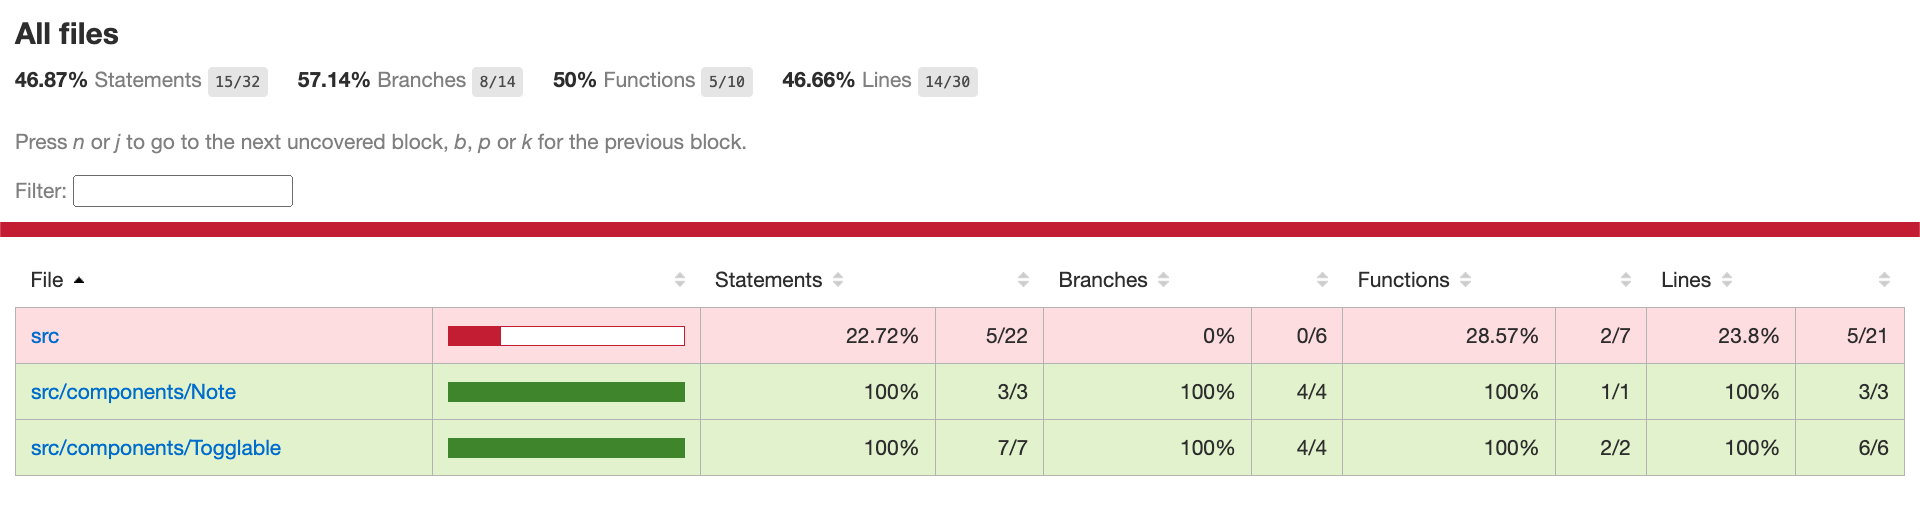 All files
46.87% Statements 15/32 57.14% Branches 8/14 50% Functions 5/10 46.66% Lines 14/30
Press n or j to go to the next uncovered block, b, p or k for the previous block.
Filter:
File Statements Branches Functions Lines
src 22.72% 5/22 0% 0/6 28.57% 2/7 23.8% 5/21
src/components/Note 100% 3/3 100% 4/4 100% 1/1 100% 3/3
src/components/Togglable 100% 7/7 100% 4/4 100% 2/2 100% 6/6